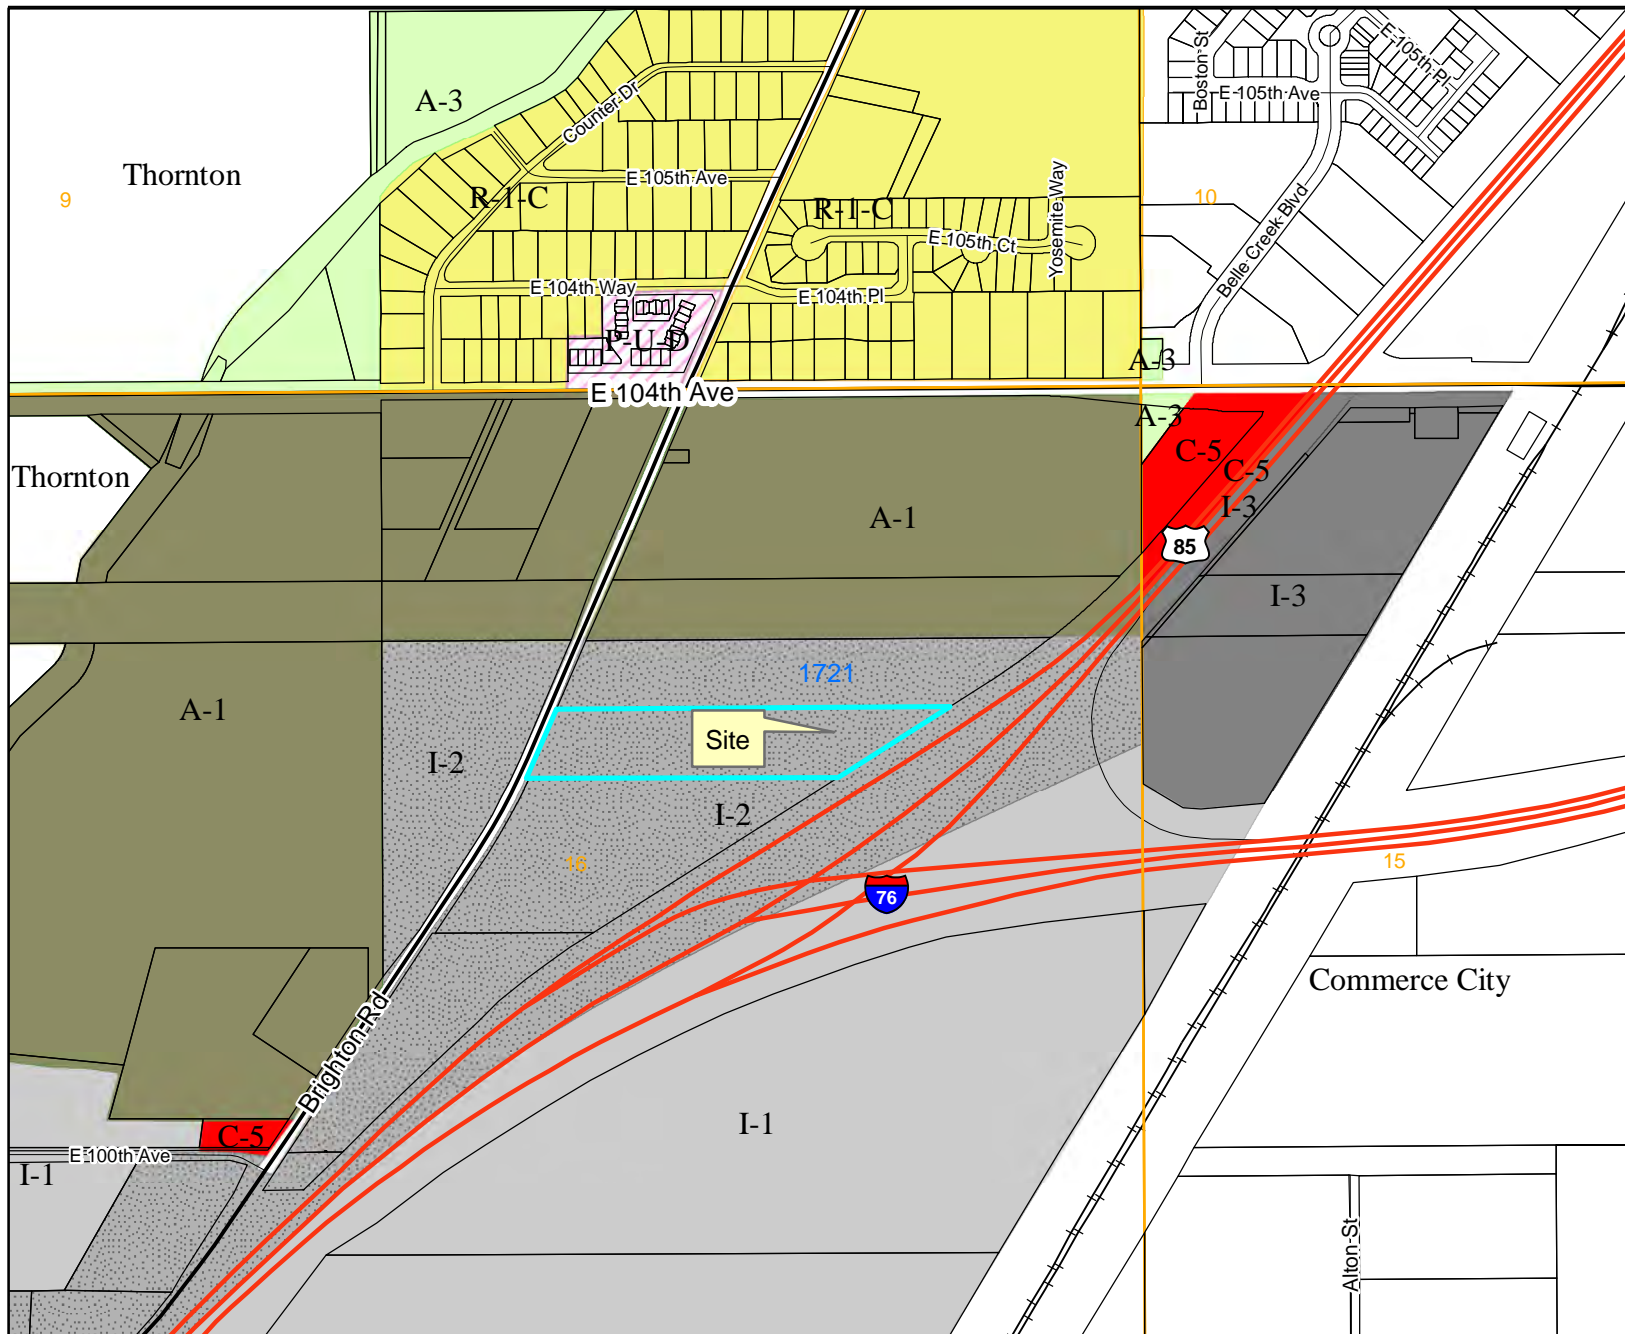 Boston St
E 105th Pl
A-3
Counter Dr
E 105th Ave
Thornton
E 105th Ave
9
R-1-C
R-1-C
Yosemite Way
10
Belle Creek Blvd
E 105th Ct
E 104th Way
E 104th Pl
P-U-D
A-3
E 104th Ave
A-3
C-5
C-5
Thornton
I-3
A-1
85
I-3
1721
A-1
Site
I-2
I-2
16
15
76
Commerce City
Brighton Rd
I-1
C-5
E 100th Ave
I-1
Alton St